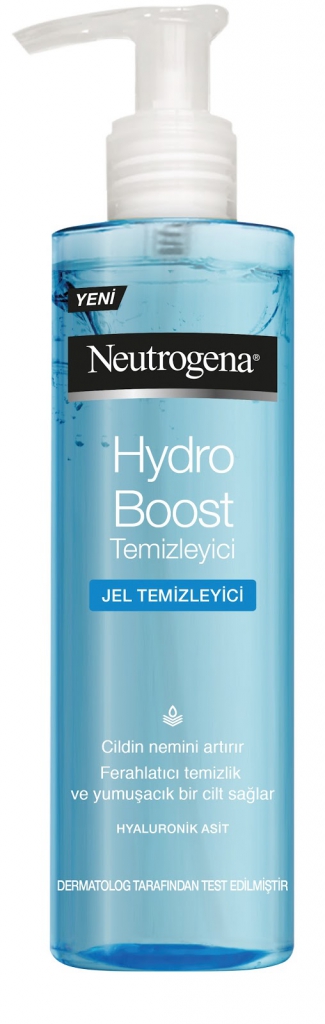 YENİ
Neutrogena®
Hydro
Boost
Temizleyici
JEL TEMİZLEYİCİ
Cildin nemini artırır
Ferahlatıcı temizlik
ve yumuşacık bir cilt sağlar
HYALURONİK ASİT
DERMATOLOG TARAFINDAN TEST EDİLMİŞTİR